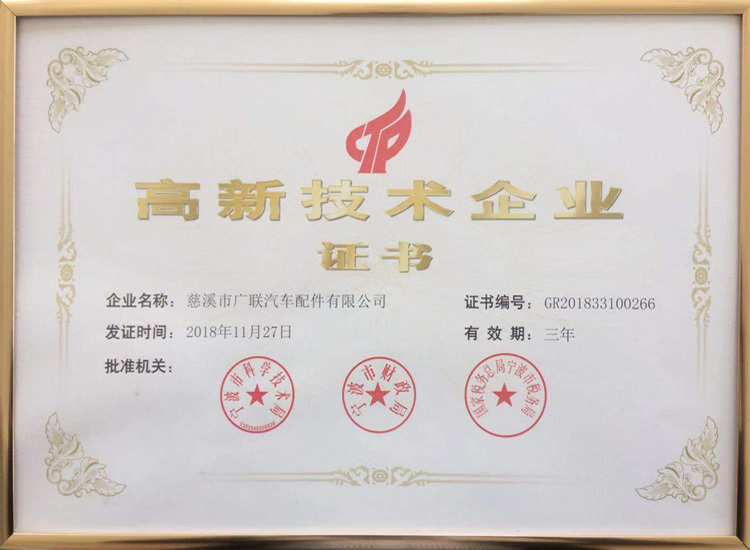 CTP
高新技术企业
证书
企业名称：慈溪市广联汽车配件有限公司
证书编号：GR201833100266
发证时间：2018年11月27日
有效期：三年
批准机关：
宁波市科学技术局
宁波市财政局
国家税务总局宁波市税务局